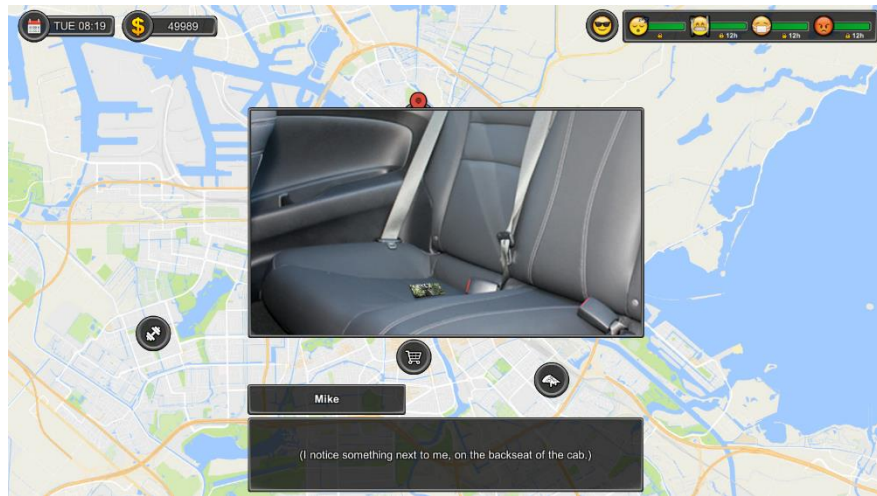 TUE 08:19
49989
12h
12h
12h
Mike
(I notice something next to me, on the backseat of the cab.)